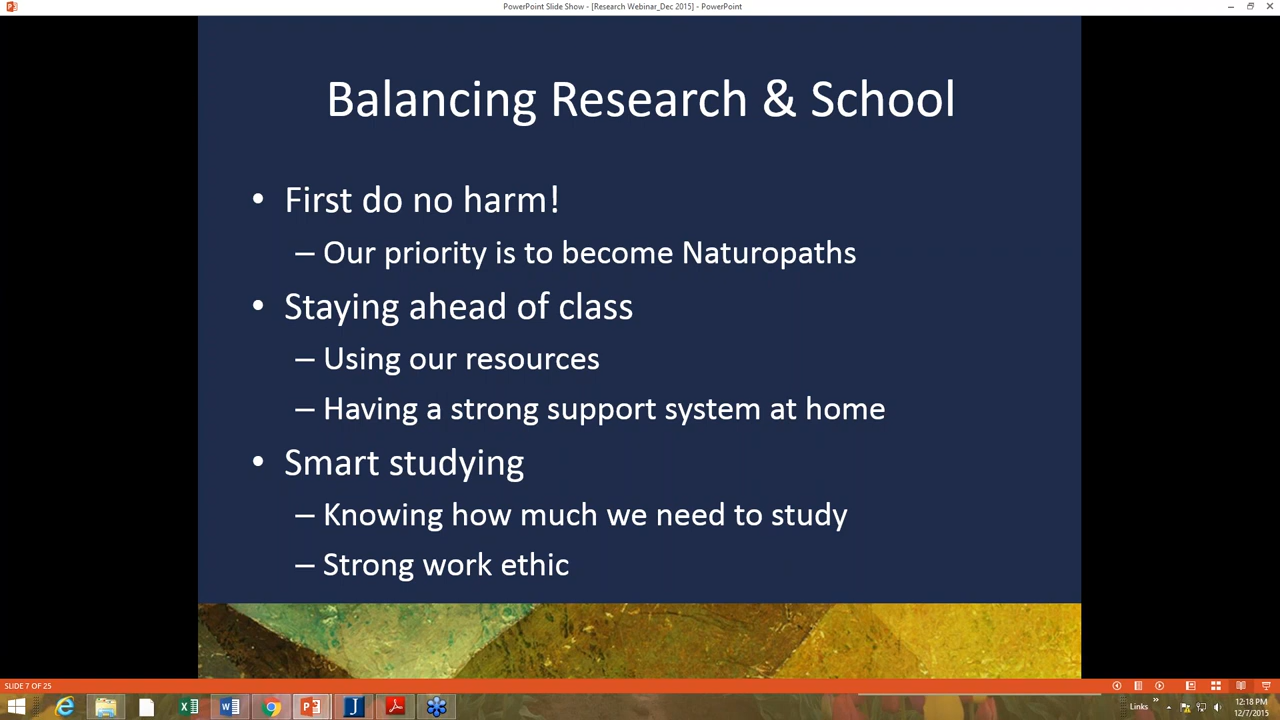 PowerPoint Slide Show - [Research Webinar_Dec 2015] - PowerPoint
Balancing Research & School
• First do no harm!
– Our priority is to become Naturopaths
• Staying ahead of class
– Using our resources
– Having a strong support system at home
• Smart studying
– Knowing how much we need to study
– Strong work ethic
SLIDE 7 OF 25
Links
12:18 PM
12/7/2015